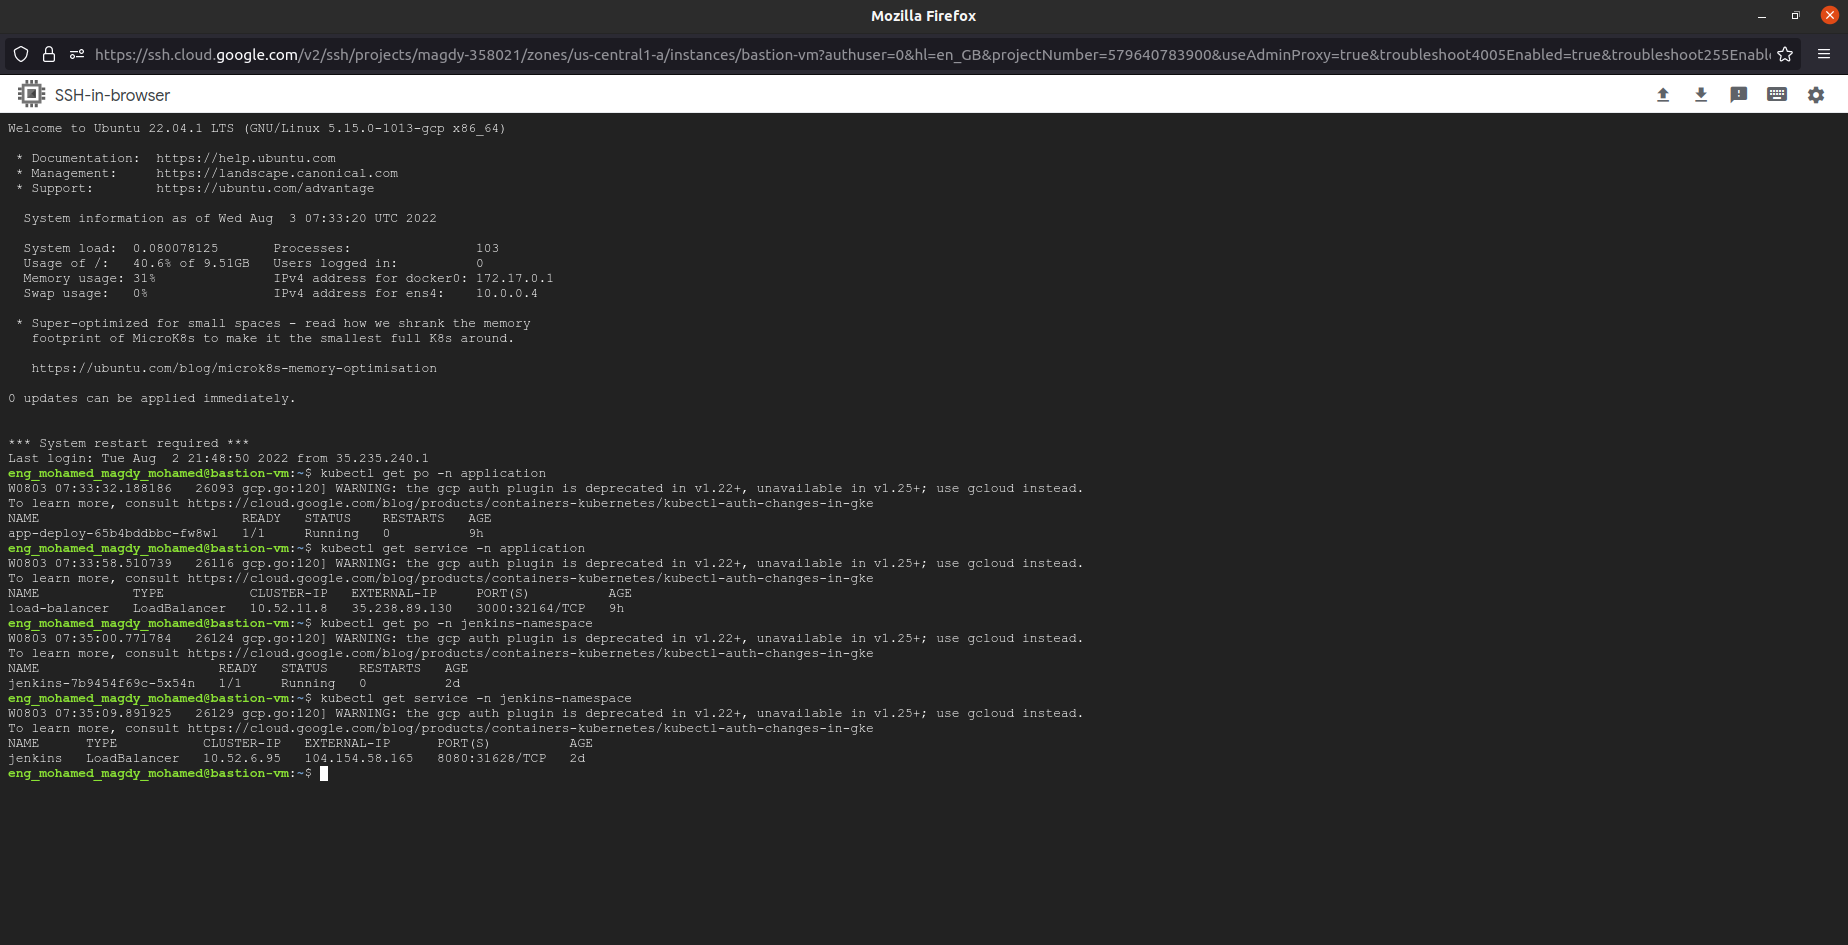 Mozilla Firefox
https://ssh.cloud.google.com/v2/ssh/projects/magdy-358021/zones/us-central1-a/instances/bastion-vm?authuser=0&hl=en_GB&projectNumber=579640783900&useAdminProxy=true&troubleshoot4005Enabled=true&troubleshoot255Enabl
SSH-in-browser
Welcome to Ubuntu 22.04.1 LTS (GNU/Linux 5.15.0-1013-gcp x86_64)
* Documentation:  https://help.ubuntu.com
* Management:     https://landscape.canonical.com
* Support:        https://ubuntu.com/advantage
System information as of Wed Aug  3 07:33:20 UTC 2022
System load:  0.080078125       Processes:                103
Usage of /:   40.6% of 9.51GB   Users logged in:          0
Memory usage: 31%               IPv4 address for docker0: 172.17.0.1
Swap usage:   0%                IPv4 address for ens4:    10.0.0.4
* Super-optimized for small spaces - read how we shrank the memory
footprint of MicroK8s to make it the smallest full K8s around.
https://ubuntu.com/blog/microk8s-memory-optimisation
0 updates can be applied immediately.
*** System restart required ***
Last login: Tue Aug  2 21:48:50 2022 from 35.235.240.1
eng_mohamed_magdy_mohamed@bastion-vm:~$ kubectl get po -n application
W0803 07:33:32.188186   26093 gcp.go:120] WARNING: the gcp auth plugin is deprecated in v1.22+, unavailable in v1.25+; use gcloud instead.
To learn more, consult https://cloud.google.com/blog/products/containers-kubernetes/kubectl-auth-changes-in-gke
NAME                          READY   STATUS    RESTARTS   AGE
app-deploy-65b4bddbbc-fw8wl   1/1     Running   0          9h
eng_mohamed_magdy_mohamed@bastion-vm:~$ kubectl get service -n application
W0803 07:33:58.510739   26116 gcp.go:120] WARNING: the gcp auth plugin is deprecated in v1.22+, unavailable in v1.25+; use gcloud instead.
To learn more, consult https://cloud.google.com/blog/products/containers-kubernetes/kubectl-auth-changes-in-gke
NAME            TYPE           CLUSTER-IP   EXTERNAL-IP     PORT(S)          AGE
load-balancer   LoadBalancer   10.52.11.8   35.238.89.130   3000:32164/TCP   9h
eng_mohamed_magdy_mohamed@bastion-vm:~$ kubectl get po -n jenkins-namespace
W0803 07:35:00.771784   26124 gcp.go:120] WARNING: the gcp auth plugin is deprecated in v1.22+, unavailable in v1.25+; use gcloud instead.
To learn more, consult https://cloud.google.com/blog/products/containers-kubernetes/kubectl-auth-changes-in-gke
NAME                       READY   STATUS    RESTARTS   AGE
jenkins-7b9454f69c-5x54n   1/1     Running   0          2d
eng_mohamed_magdy_mohamed@bastion-vm:~$ kubectl get service -n jenkins-namespace
W0803 07:35:09.891925   26129 gcp.go:120] WARNING: the gcp auth plugin is deprecated in v1.22+, unavailable in v1.25+; use gcloud instead.
To learn more, consult https://cloud.google.com/blog/products/containers-kubernetes/kubectl-auth-changes-in-gke
NAME      TYPE           CLUSTER-IP   EXTERNAL-IP      PORT(S)          AGE
jenkins   LoadBalancer   10.52.6.95   104.154.58.165   8080:31628/TCP   2d
eng_mohamed_magdy_mohamed@bastion-vm:~$